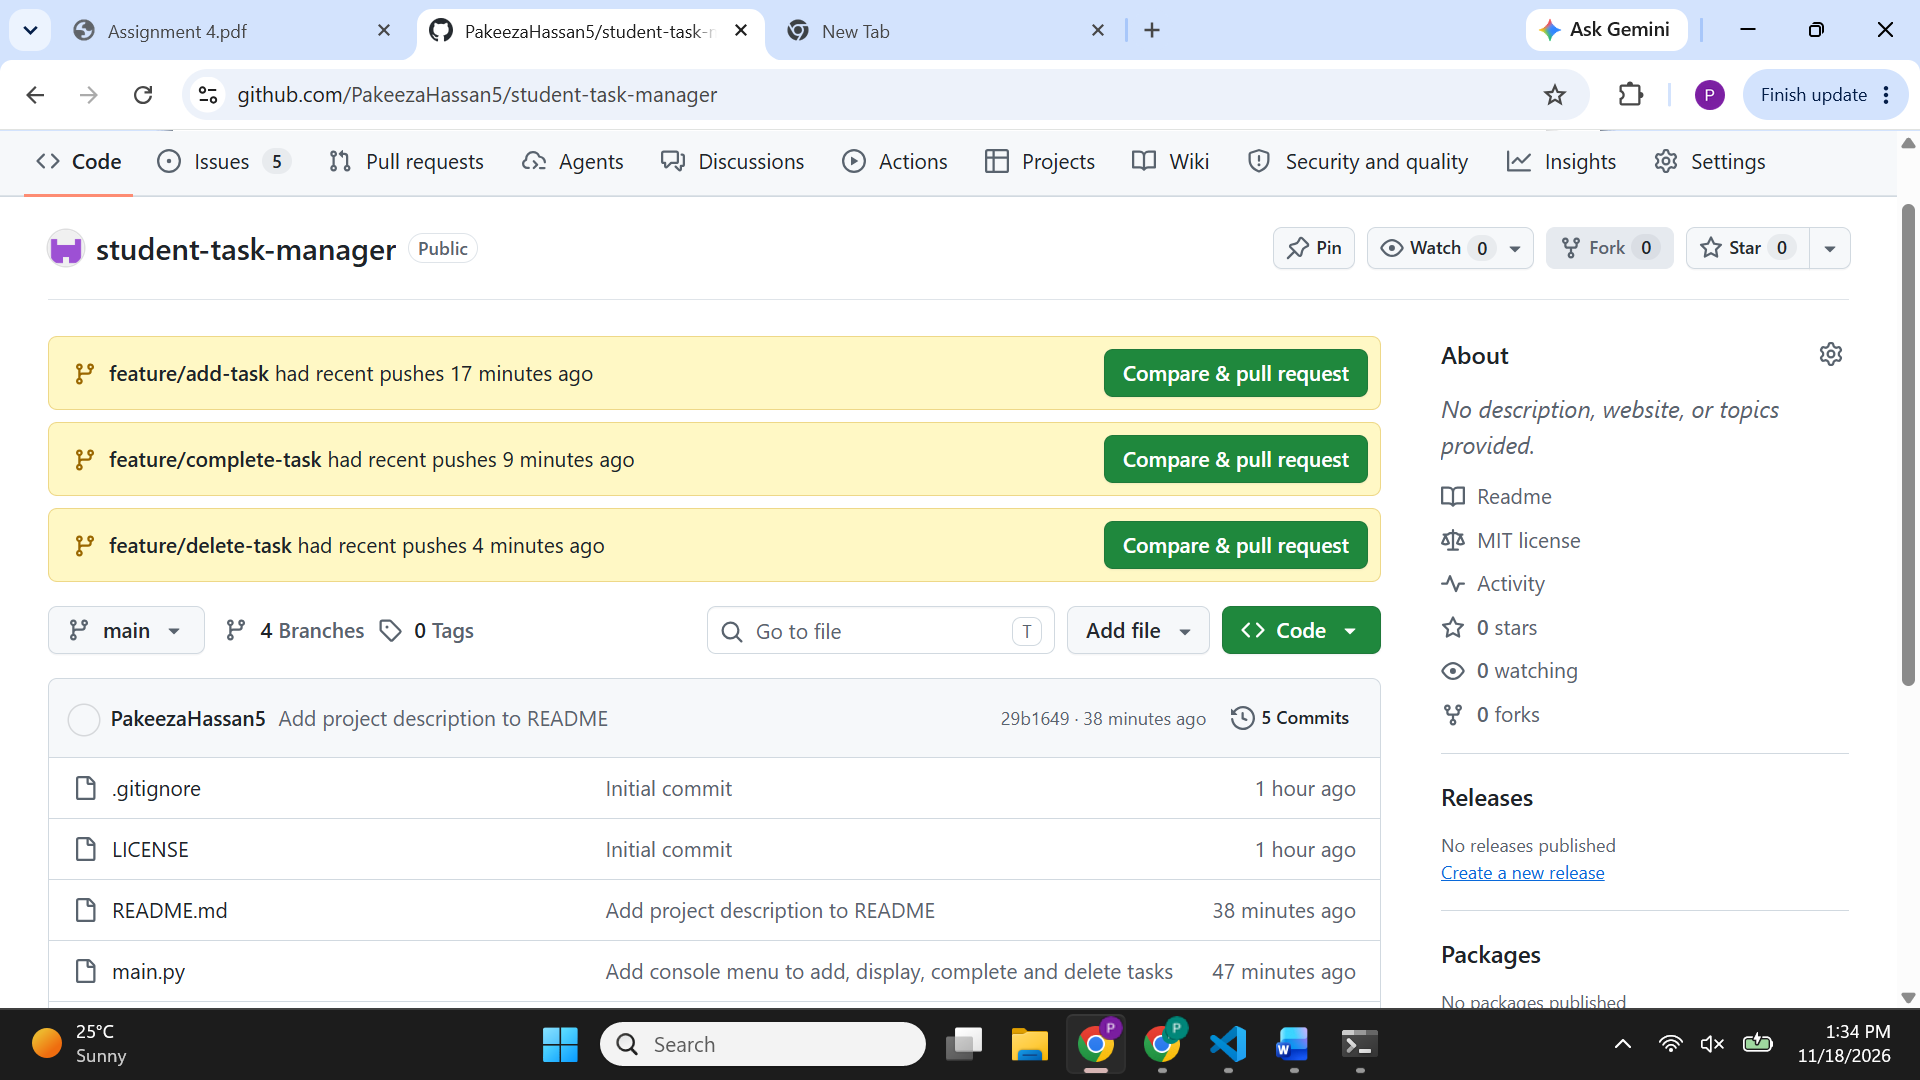 Assignment 4.pdf
PakeezaHassan5/student-task-
New Tab
Ask Gemini
github.com/PakeezaHassan5/student-task-manager
P
Finish update
Code
Issues 5
Pull requests
Agents
Discussions
Actions
Projects
Wiki
Security and quality
Insights
Settings
student-task-manager Public
Pin
Watch 0
Fork 0
Star 0
feature/add-task had recent pushes 17 minutes ago
Compare & pull request
feature/complete-task had recent pushes 9 minutes ago
Compare & pull request
feature/delete-task had recent pushes 4 minutes ago
Compare & pull request
main
4 Branches
0 Tags
Go to file T
Add file
Code
PakeezaHassan5 Add project description to README 29b1649 · 38 minutes ago 5 Commits
.gitignore Initial commit 1 hour ago
LICENSE Initial commit 1 hour ago
README.md Add project description to README 38 minutes ago
main.py Add console menu to add, display, complete and delete tasks 47 minutes ago
About
No description, website, or topics
provided.
Readme
MIT license
Activity
0 stars
0 watching
0 forks
Releases
No releases published
Create a new release
Packages
No packages published
25°C
Sunny
Search
P
P
W
1:34 PM
11/18/2026